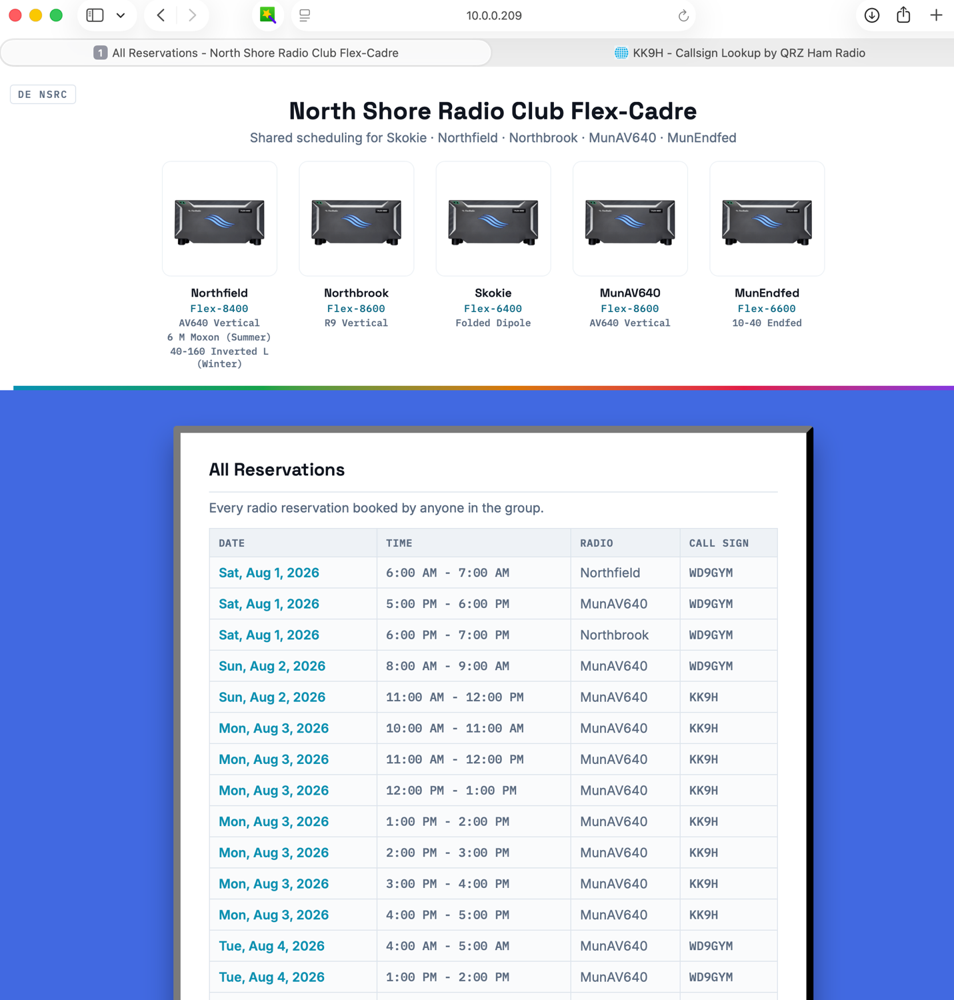 10.0.0.209
1 All Reservations - North Shore Radio Club Flex-Cadre
KK9H - Callsign Lookup by QRZ Ham Radio
DE NSRC
North Shore Radio Club Flex-Cadre
Shared scheduling for Skokie · Northfield · Northbrook · MunAV640 · MunEndfed
Northfield
Flex-8400
AV640 Vertical
6 M Moxon (Summer)
40-160 Inverted L
(Winter)
Northbrook
Flex-8600
R9 Vertical
Skokie
Flex-6400
Folded Dipole
MunAV640
Flex-8600
AV640 Vertical
MunEndfed
Flex-6600
10-40 Endfed
All Reservations
Every radio reservation booked by anyone in the group.
DATE TIME RADIO CALL SIGN
Sat, Aug 1, 2026 6:00 AM - 7:00 AM Northfield WD9GYM
Sat, Aug 1, 2026 5:00 PM - 6:00 PM MunAV640 WD9GYM
Sat, Aug 1, 2026 6:00 PM - 7:00 PM Northbrook WD9GYM
Sun, Aug 2, 2026 8:00 AM - 9:00 AM MunAV640 WD9GYM
Sun, Aug 2, 2026 11:00 AM - 12:00 PM MunAV640 KK9H
Mon, Aug 3, 2026 10:00 AM - 11:00 AM MunAV640 KK9H
Mon, Aug 3, 2026 11:00 AM - 12:00 PM MunAV640 KK9H
Mon, Aug 3, 2026 12:00 PM - 1:00 PM MunAV640 KK9H
Mon, Aug 3, 2026 1:00 PM - 2:00 PM MunAV640 KK9H
Mon, Aug 3, 2026 2:00 PM - 3:00 PM MunAV640 KK9H
Mon, Aug 3, 2026 3:00 PM - 4:00 PM MunAV640 KK9H
Mon, Aug 3, 2026 4:00 PM - 5:00 PM MunAV640 KK9H
Tue, Aug 4, 2026 4:00 AM - 5:00 AM MunAV640 WD9GYM
Tue, Aug 4, 2026 1:00 PM - 2:00 PM MunAV640 WD9GYM